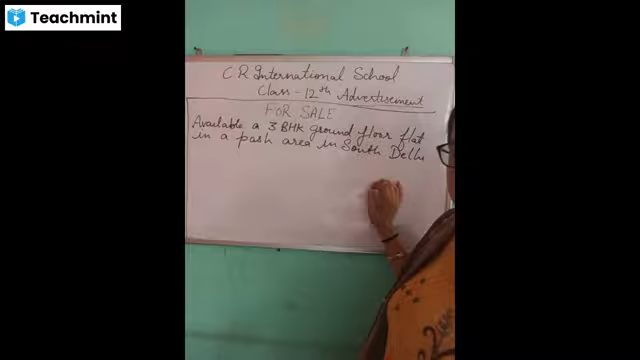 Teachmint
C.R. International School
Class - 12th Advertisement
FOR SALE
Available a 3 BHK ground floor flat
in a posh area in South Delhi